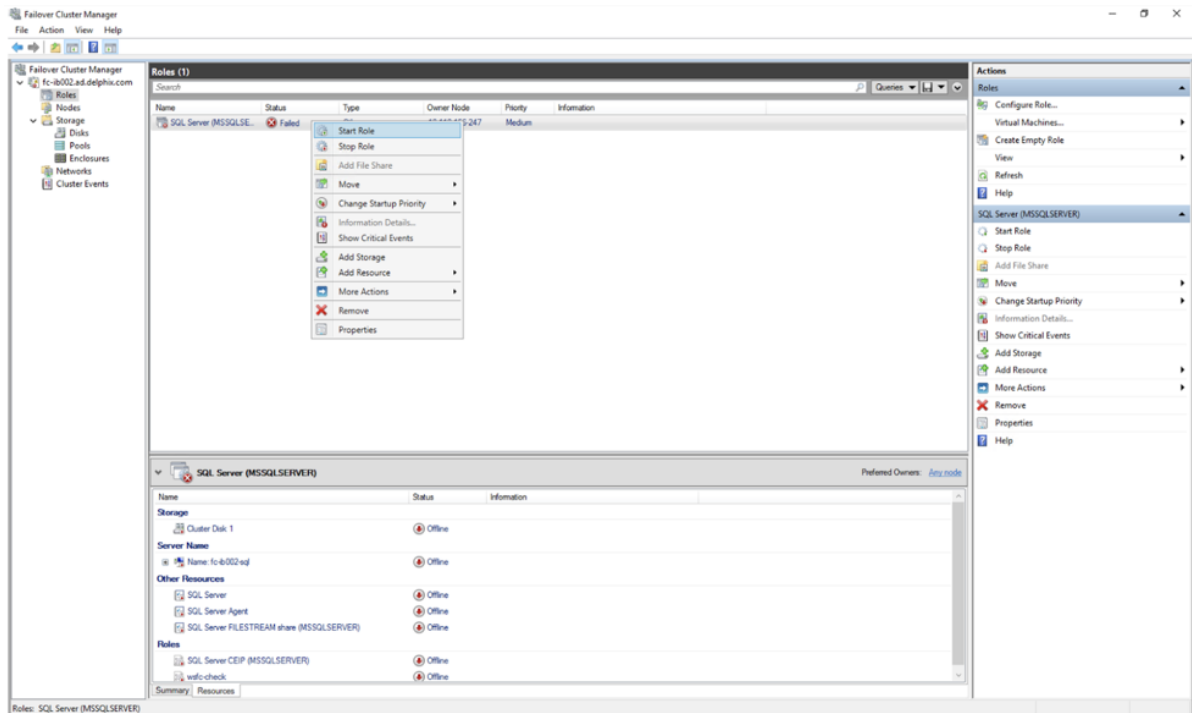 Failover Cluster Manager
File Action View Help
Failover Cluster Manager
fc-ib002.ad.delphix.com
Roles
Nodes
Storage
Disks
Pools
Enclosures
Networks
Cluster Events
Roles (1)
Search
Queries
Name Status Type Owner Node Priority Information
SQL Server (MSSQLSE... Failed 247 Medium
Start Role
Stop Role
Add File Share
Move
Change Startup Priority
Information Details...
Show Critical Events
Add Storage
Add Resource
More Actions
Remove
Properties
SQL Server (MSSQLSERVER)
Preferred Owners: Any node
Name Status Information
Storage
Cluster Disk 1 Offline
Server Name
Name: fc-ib002-sql Offline
Other Resources
SQL Server Offline
SQL Server Agent Offline
SQL Server FILESTREAM share (MSSQLSERVER) Offline
Roles
SQL Server CEIP (MSSQLSERVER) Offline
wsfc-check Offline
Summary Resources
Actions
Roles
Configure Role...
Virtual Machines...
Create Empty Role
View
Refresh
Help
SQL Server (MSSQLSERVER)
Start Role
Stop Role
Add File Share
Move
Change Startup Priority
Information Details...
Show Critical Events
Add Storage
Add Resource
More Actions
Remove
Properties
Help
Roles: SQL Server (MSSQLSERVER)